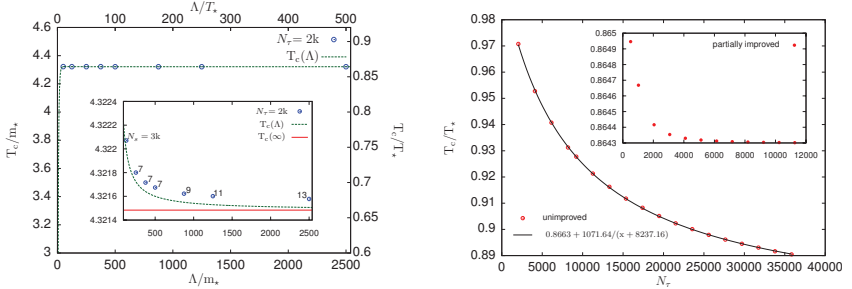 Λ/T⋆
0 100 200 300 400 500
4.6
4.4
4.2
4
3.8
3.6
3.4
3.2
3
T_c/m⋆
N_τ = 2k
T_c(Λ)
0.9
0.85
0.8
0.75
0.7
0.65
0.6
T_c/T⋆
4.3224
4.3222
4.322
4.3218
4.3216
4.3214
N_s = 3k
7
7
7
9
11
13
N_τ = 2k
T_c(Λ)
T_c(∞)
500 1000 1500 2000 2500
0 500 1000 1500 2000 2500
Λ/m⋆
0.98
0.97
0.96
0.95
0.94
0.93
0.92
0.91
0.9
0.89
T_c/T⋆
0.865
0.8649
0.8648
0.8647
0.8646
0.8645
0.8644
0.8643
partially improved
0 2000 4000 6000 8000 10000 12000
unimproved
0.8663 + 1071.64/(x + 8237.16)
0 5000 10000 15000 20000 25000 30000 35000 40000
N_τ